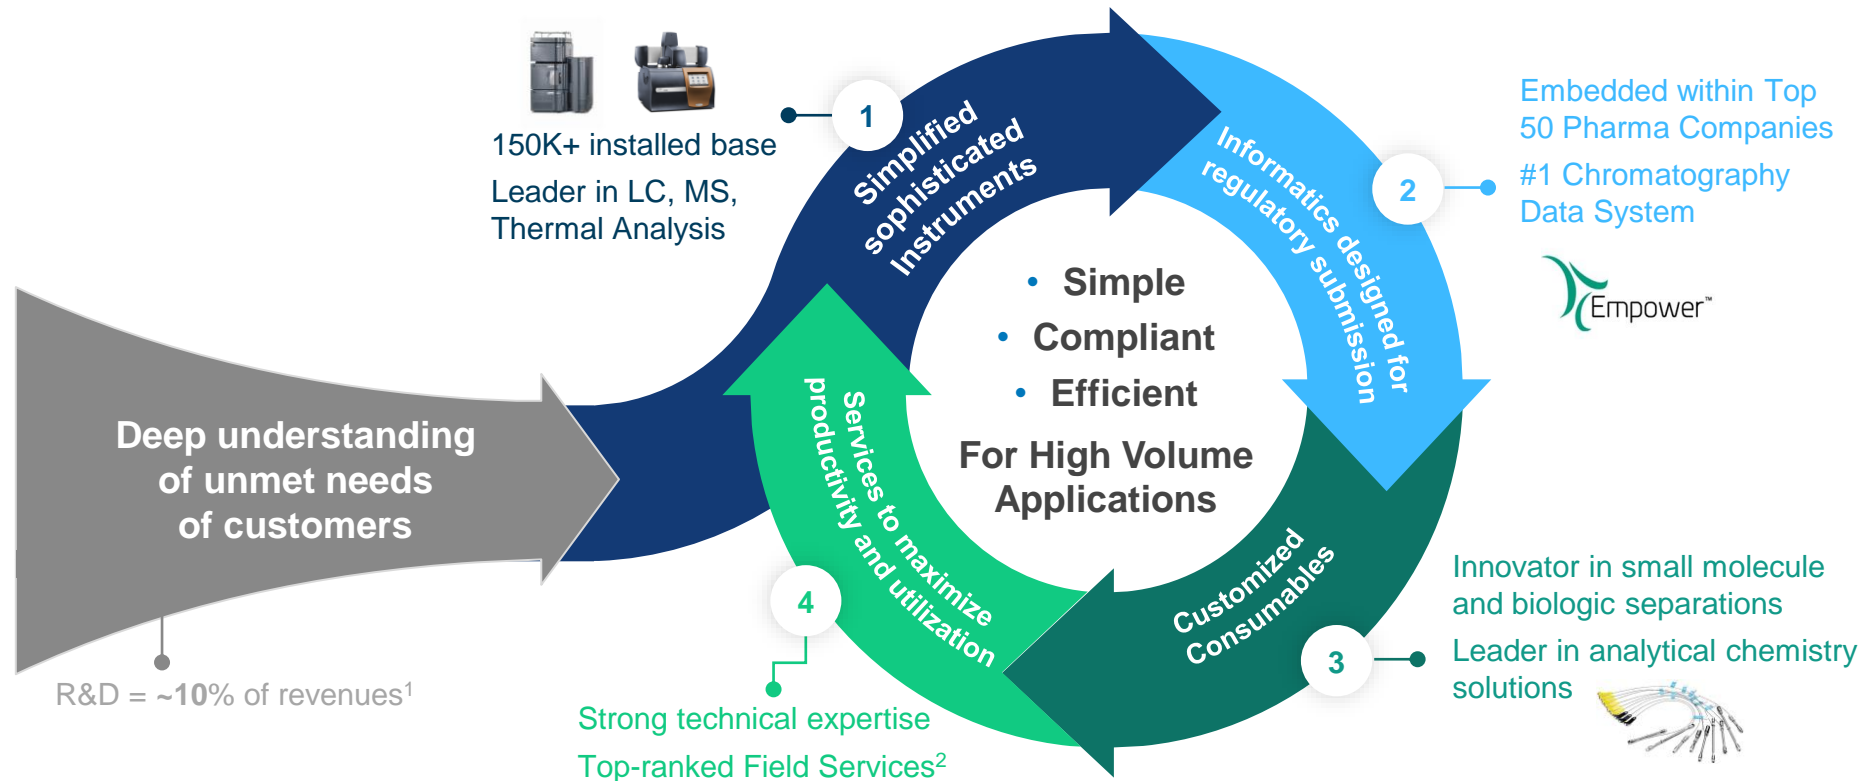 150K+ installed base
Leader in LC, MS,
Thermal Analysis
1
Simplified
sophisticated
Instruments
Informatics designed for
regulatory submission
2
Embedded within Top
50 Pharma Companies
#1 Chromatography
Data System
Empower™
• Simple
• Compliant
• Efficient
For High Volume
Applications
Deep understanding
of unmet needs
of customers
R&D = ~10% of revenues¹
Services to maximize
productivity and utilization
4
Strong technical expertise
Top-ranked Field Services²
Customized
Consumables
3
Innovator in small molecule
and biologic separations
Leader in analytical chemistry
solutions